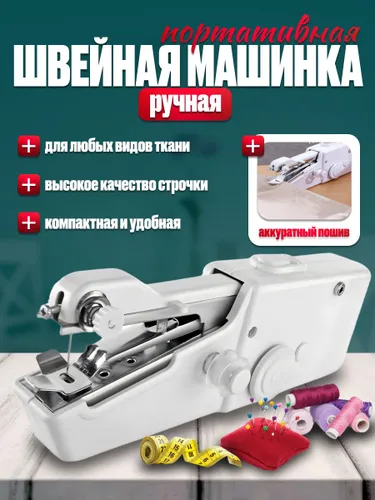 портативная
ШВЕЙНАЯ МАШИНКА
ручная
для любых видов ткани
высокое качество строчки
компактная и удобная
аккуратный пошив